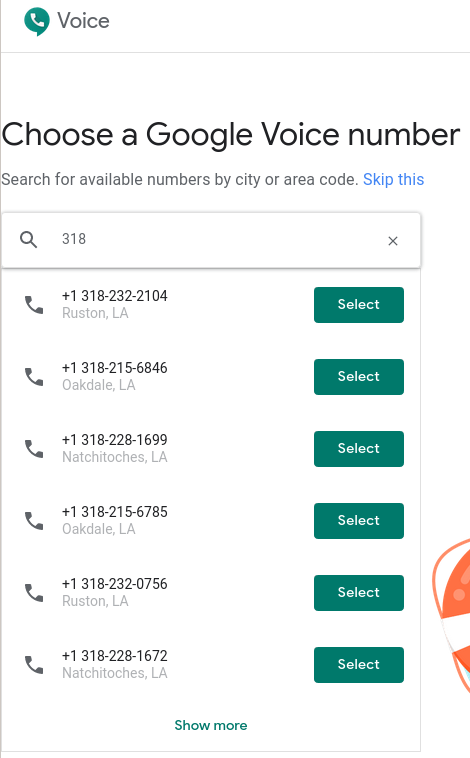 Voice
Choose a Google Voice number
Search for available numbers by city or area code. Skip this
318
+1 318-232-2104
Ruston, LA
Select
+1 318-215-6846
Oakdale, LA
Select
+1 318-228-1699
Natchitoches, LA
Select
+1 318-215-6785
Oakdale, LA
Select
+1 318-232-0756
Ruston, LA
Select
+1 318-228-1672
Natchitoches, LA
Select
Show more